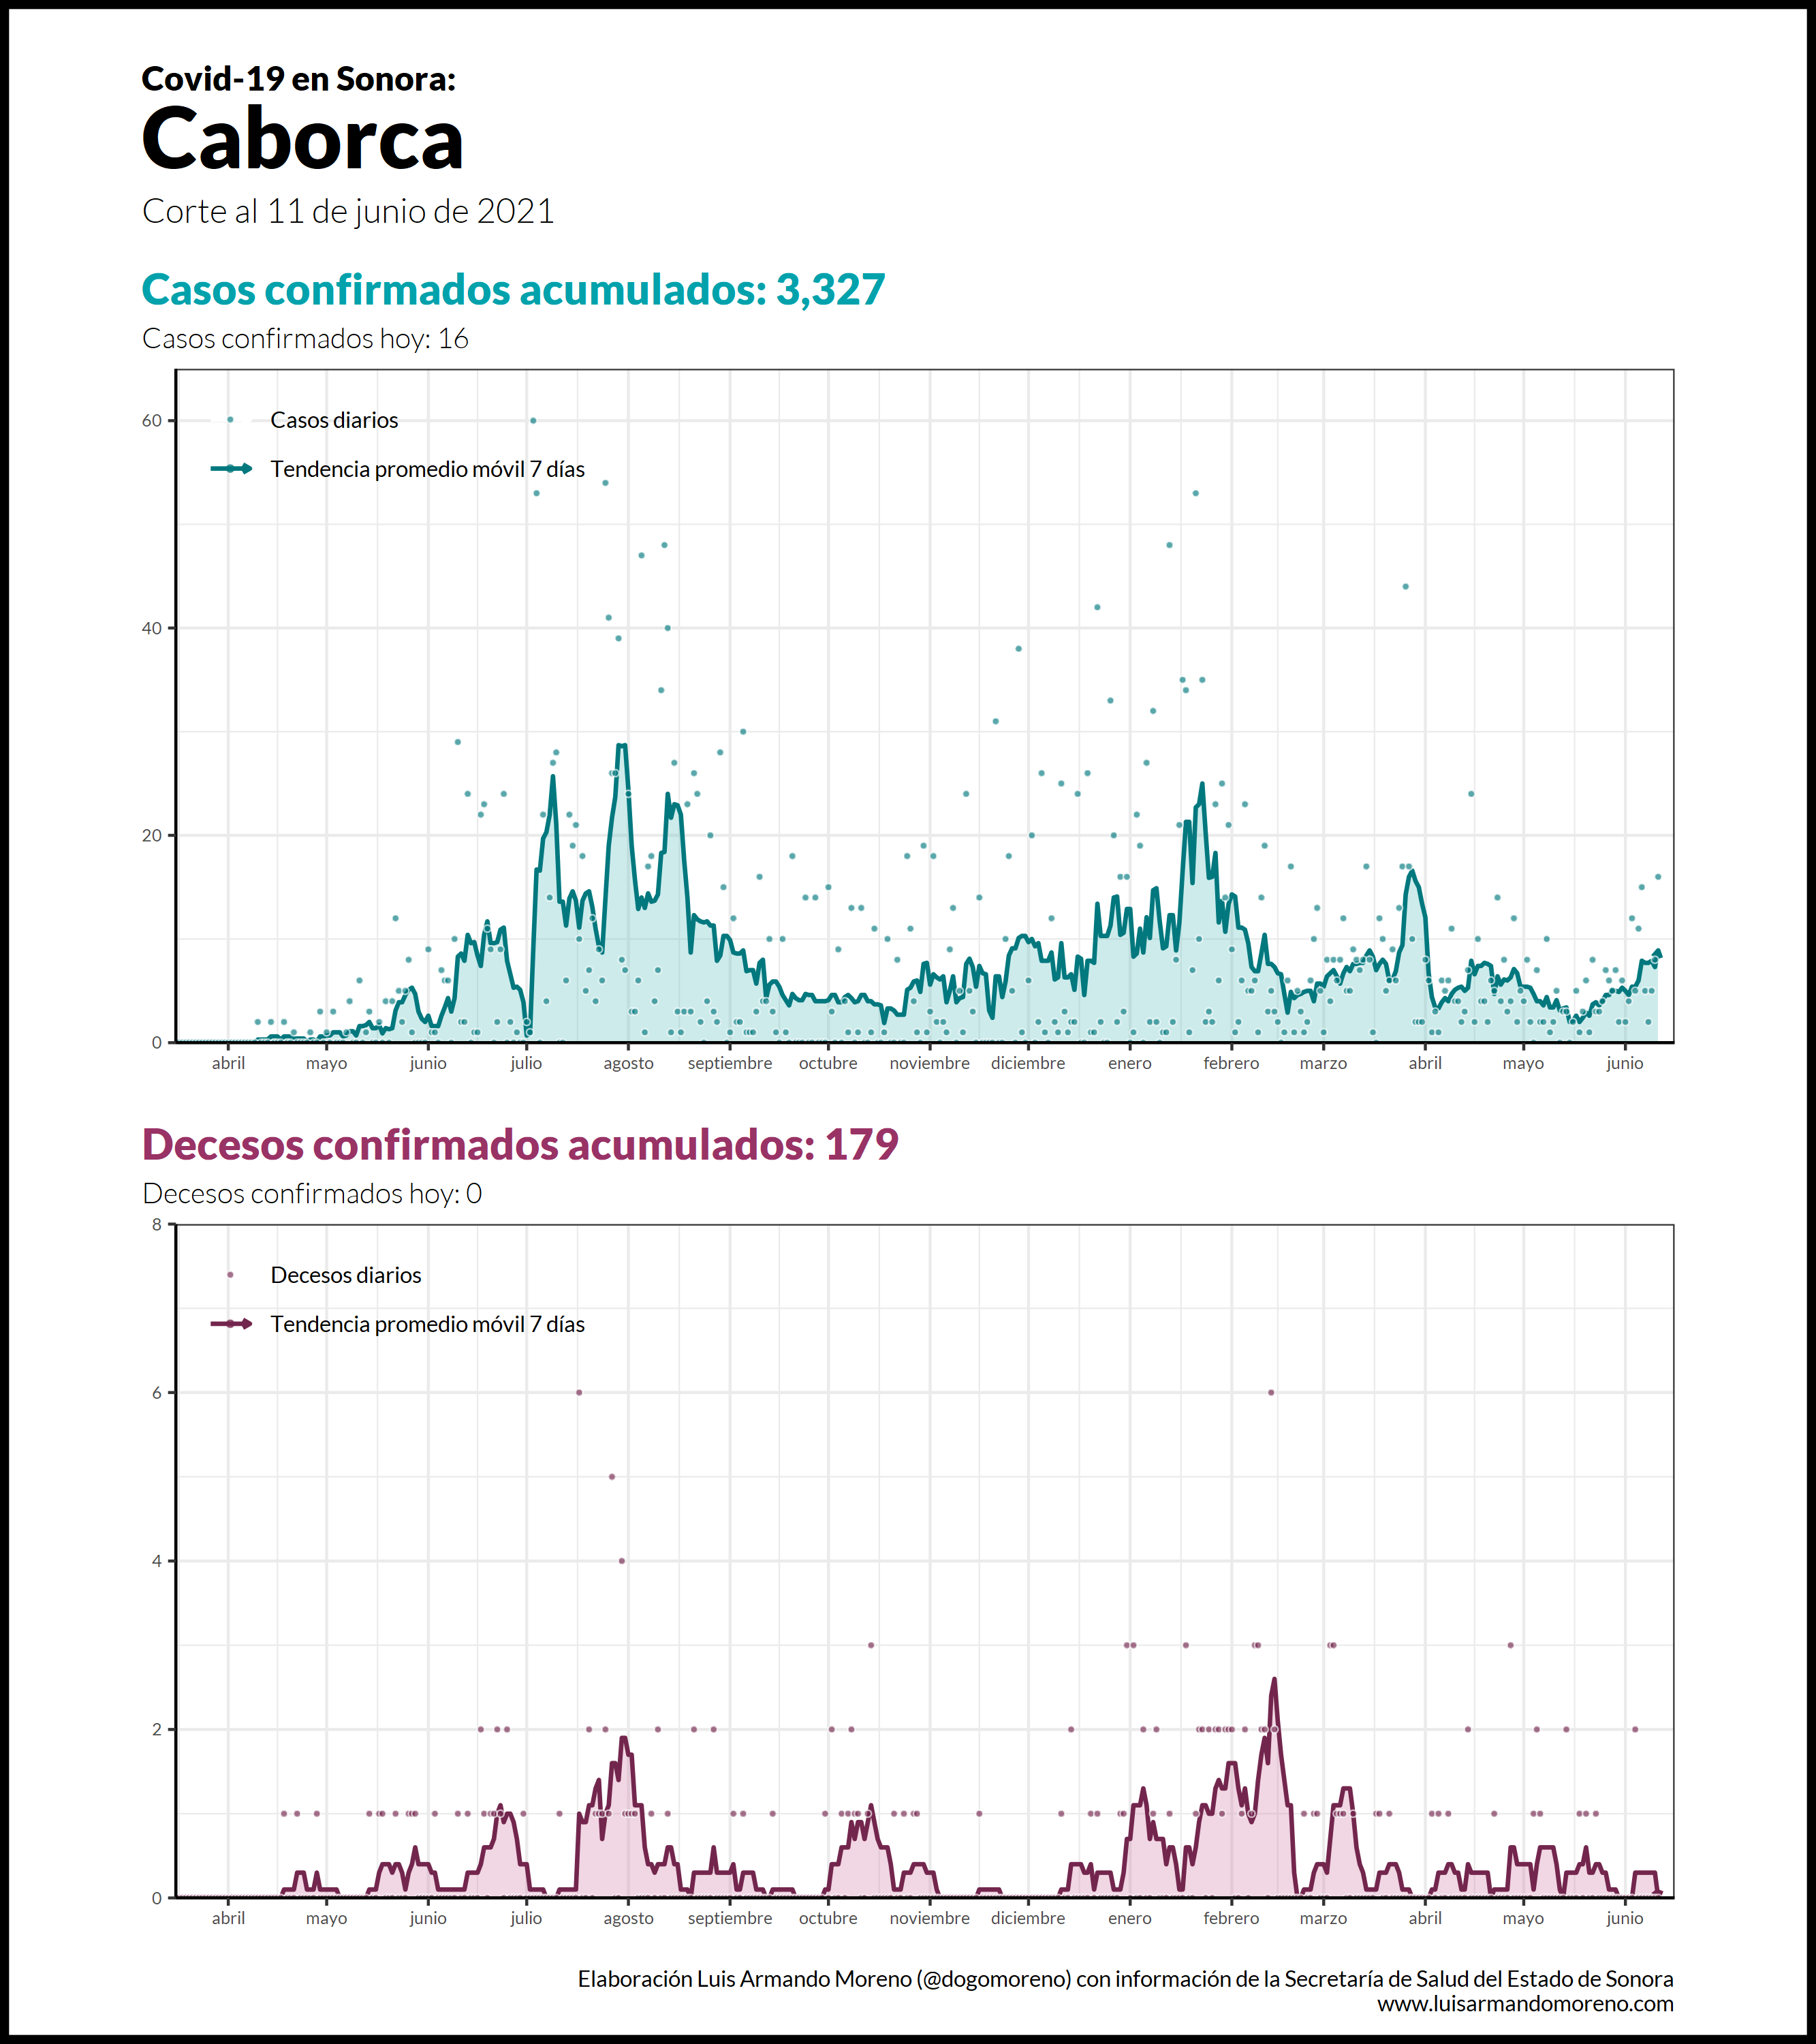 Covid-19 en Sonora:
Caborca
Corte al 11 de junio de 2021
Casos confirmados acumulados: 3,327
Casos confirmados hoy: 16
60
40
20
0
Casos diarios
Tendencia promedio móvil 7 días
abril mayo junio julio agosto septiembre octubre noviembre diciembre enero febrero marzo abril mayo junio
Decesos confirmados acumulados: 179
Decesos confirmados hoy: 0
8
6
4
2
0
Decesos diarios
Tendencia promedio móvil 7 días
abril mayo junio julio agosto septiembre octubre noviembre diciembre enero febrero marzo abril mayo junio
Elaboración Luis Armando Moreno (@dogomoreno) con información de la Secretaría de Salud del Estado de Sonora
www.luisarmandomoreno.com